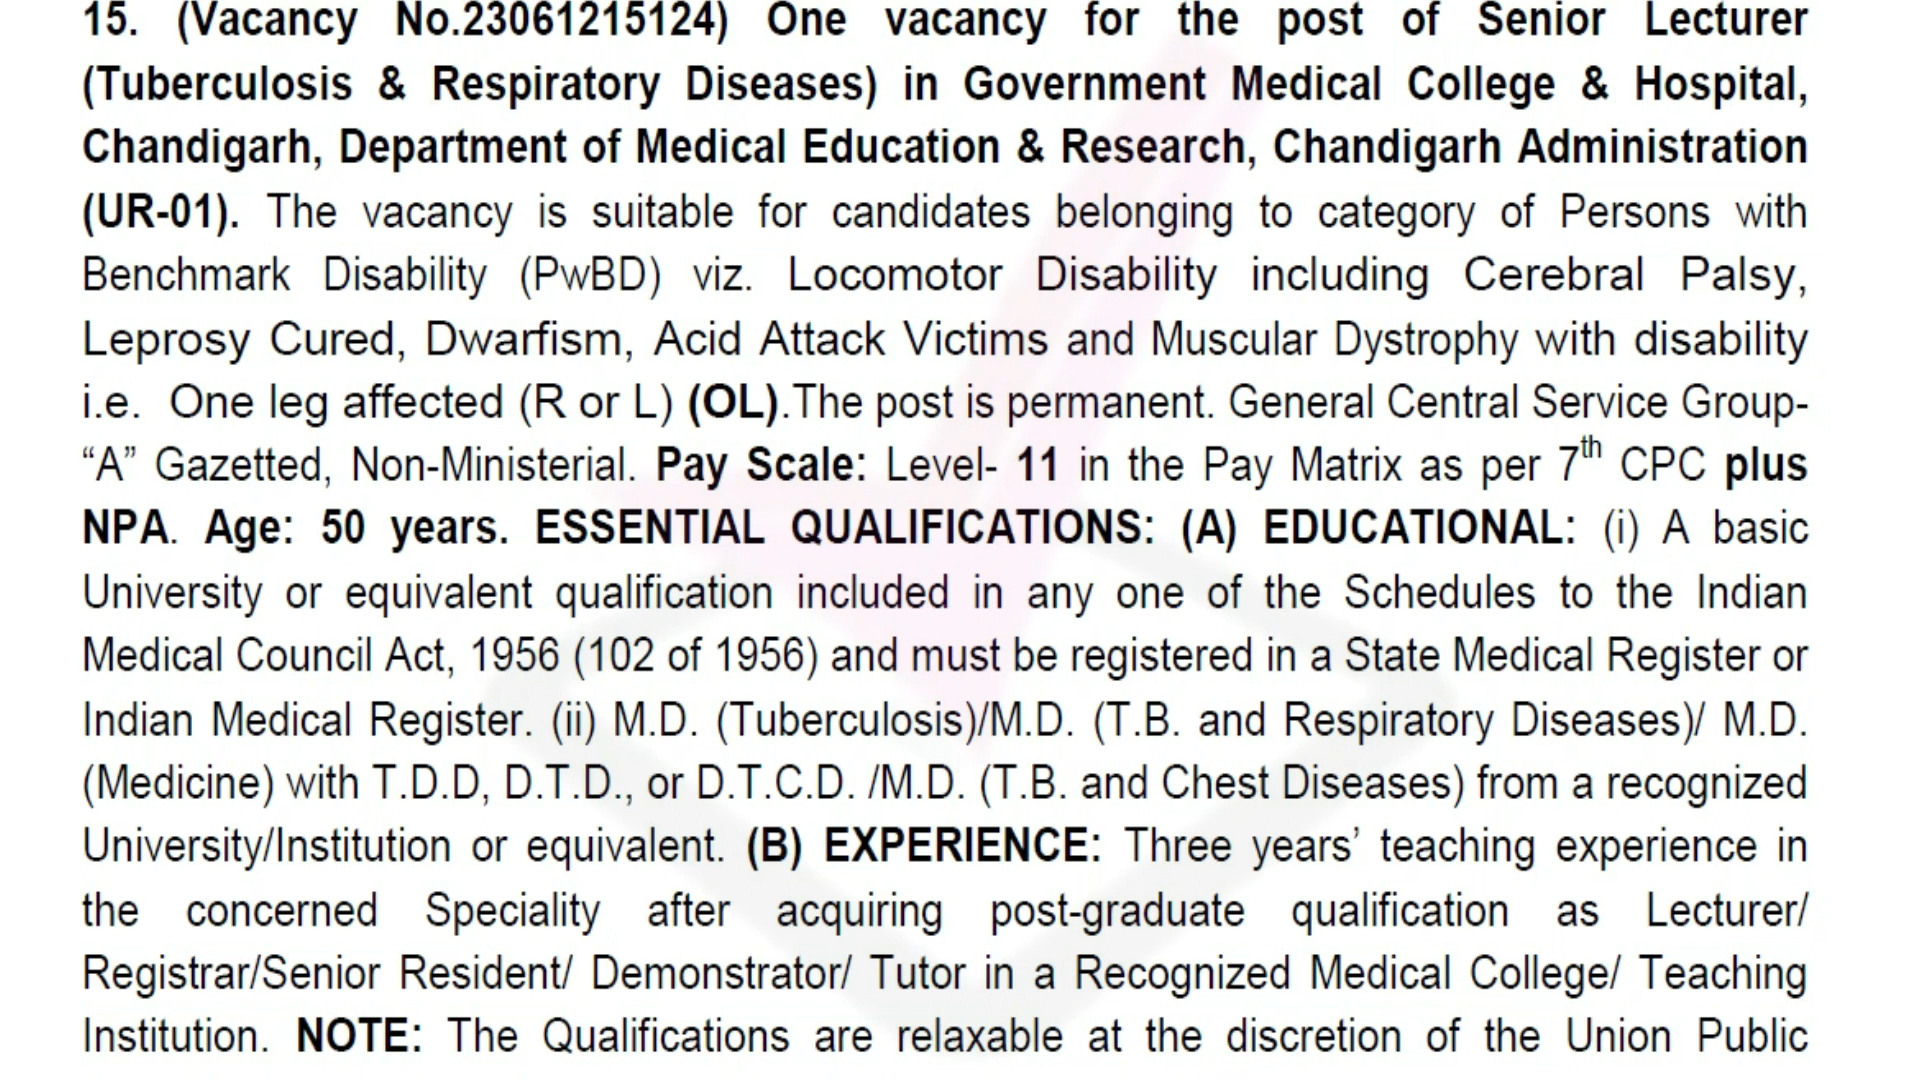 15. (Vacancy No.23061215124) One vacancy for the post of Senior Lecturer
(Tuberculosis & Respiratory Diseases) in Government Medical College & Hospital,
Chandigarh, Department of Medical Education & Research, Chandigarh Administration
(UR-01). The vacancy is suitable for candidates belonging to category of Persons with
Benchmark Disability (PwBD) viz. Locomotor Disability including Cerebral Palsy,
Leprosy Cured, Dwarfism, Acid Attack Victims and Muscular Dystrophy with disability
i.e. One leg affected (R or L) (OL).The post is permanent. General Central Service Group-
“A” Gazetted, Non-Ministerial. Pay Scale: Level- 11 in the Pay Matrix as per 7th CPC plus
NPA. Age: 50 years. ESSENTIAL QUALIFICATIONS: (A) EDUCATIONAL: (i) A basic
University or equivalent qualification included in any one of the Schedules to the Indian
Medical Council Act, 1956 (102 of 1956) and must be registered in a State Medical Register or
Indian Medical Register. (ii) M.D. (Tuberculosis)/M.D. (T.B. and Respiratory Diseases)/ M.D.
(Medicine) with T.D.D, D.T.D., or D.T.C.D. /M.D. (T.B. and Chest Diseases) from a recognized
University/Institution or equivalent. (B) EXPERIENCE: Three years’ teaching experience in
the concerned Speciality after acquiring post-graduate qualification as Lecturer/
Registrar/Senior Resident/ Demonstrator/ Tutor in a Recognized Medical College/ Teaching
Institution. NOTE: The Qualifications are relaxable at the discretion of the Union Public